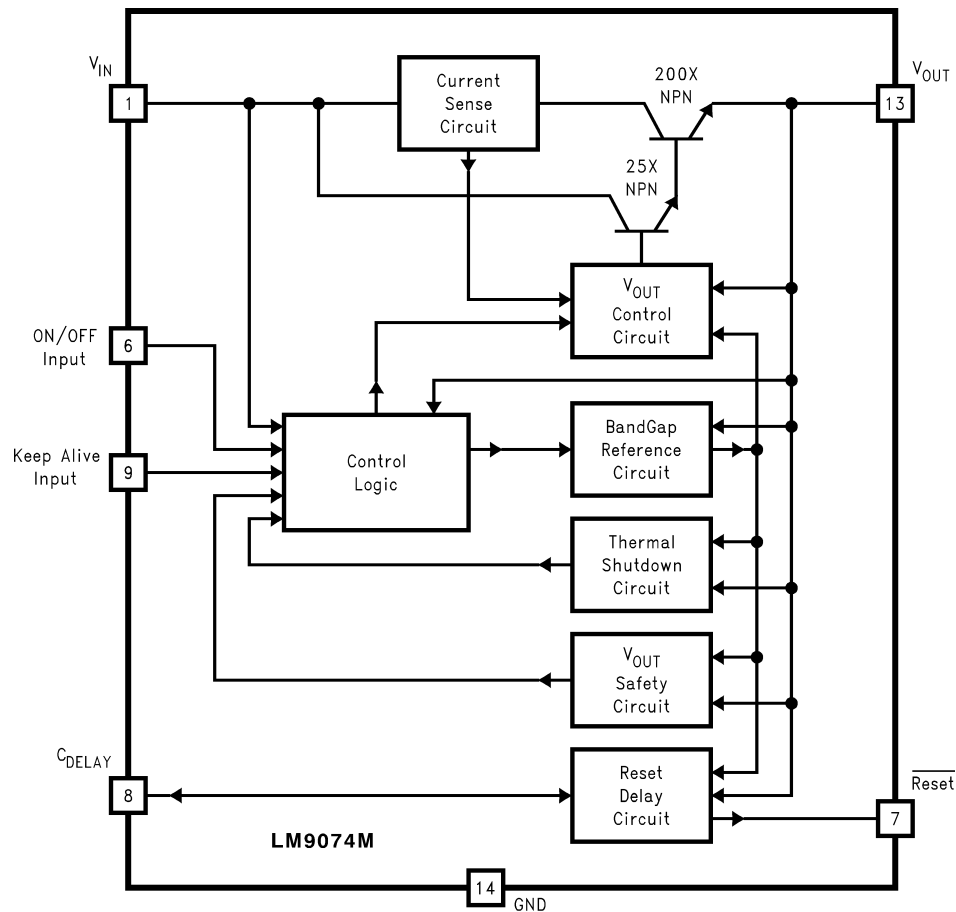 V_IN
1
Current
Sense
Circuit
200X
NPN
V_OUT
13
25X
NPN
V_OUT
Control
Circuit
ON/OFF
Input
6
Keep Alive
Input
9
Control
Logic
BandGap
Reference
Circuit
Thermal
Shutdown
Circuit
V_OUT
Safety
Circuit
C_DELAY
8
Reset
Delay
Circuit
Reset
7
LM9074M
14
GND